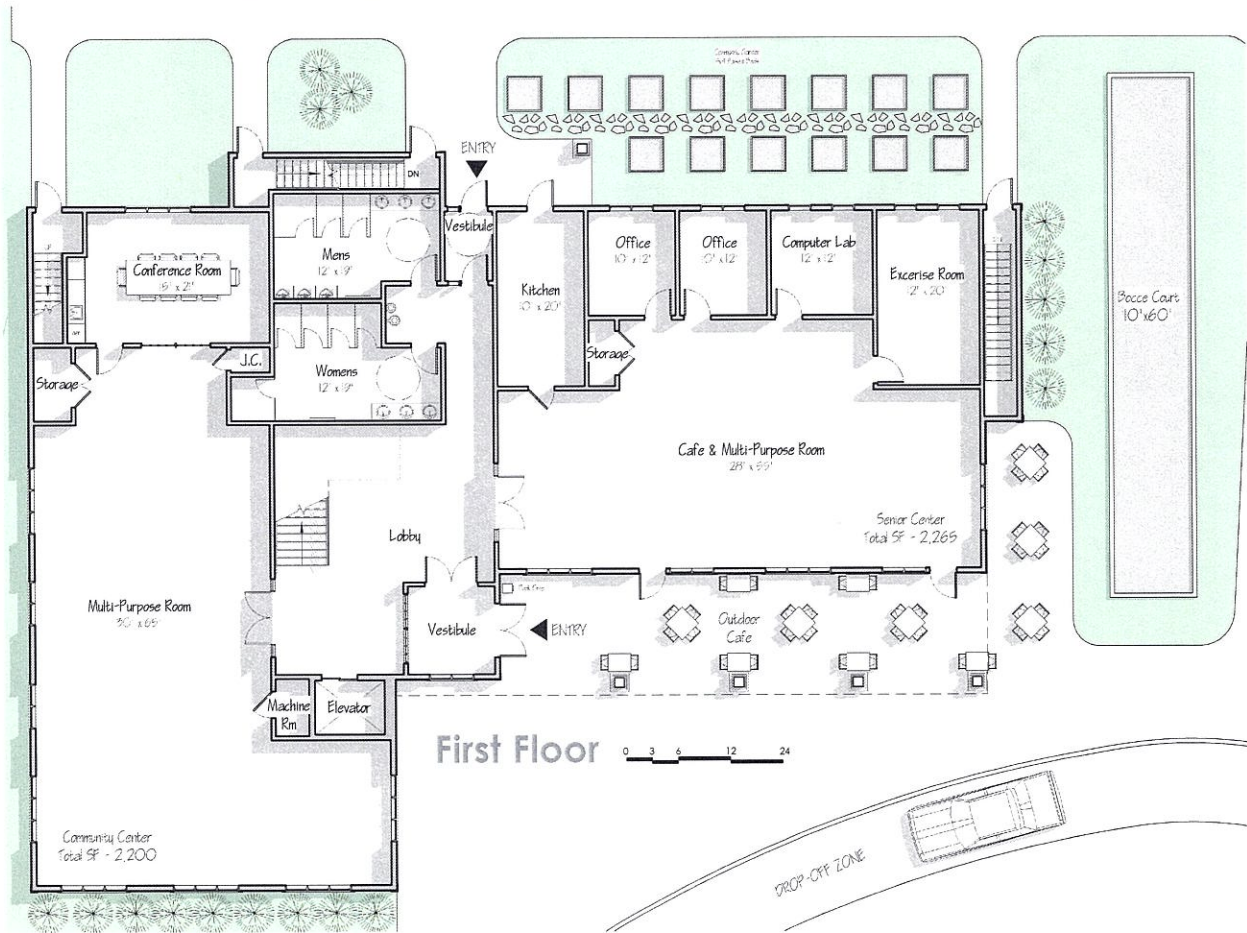 Community Garden
ENTRY
DN
Vestibule
Mens
12' x 19'
Conference Room
15' x 21'
Office
10' x 12'
Office
10' x 12'
Computer Lab
12' x 12'
Excerise Room
12' x 20'
Kitchen
10' x 20'
Bocce Court
10'x60'
Storage
J.C.
Womens
12' x 19'
Storage
Cafe & Multi-Purpose Room
28' x 55'
Senior Center
Total SF - 2,265
Lobby
Multi-Purpose Room
30' x 65'
Vestibule
ENTRY
Outdoor
Cafe
Machine
Rm
Elevator
First Floor
0 3 6 12 24
Community Center
Total SF - 2,200
DROP-OFF ZONE